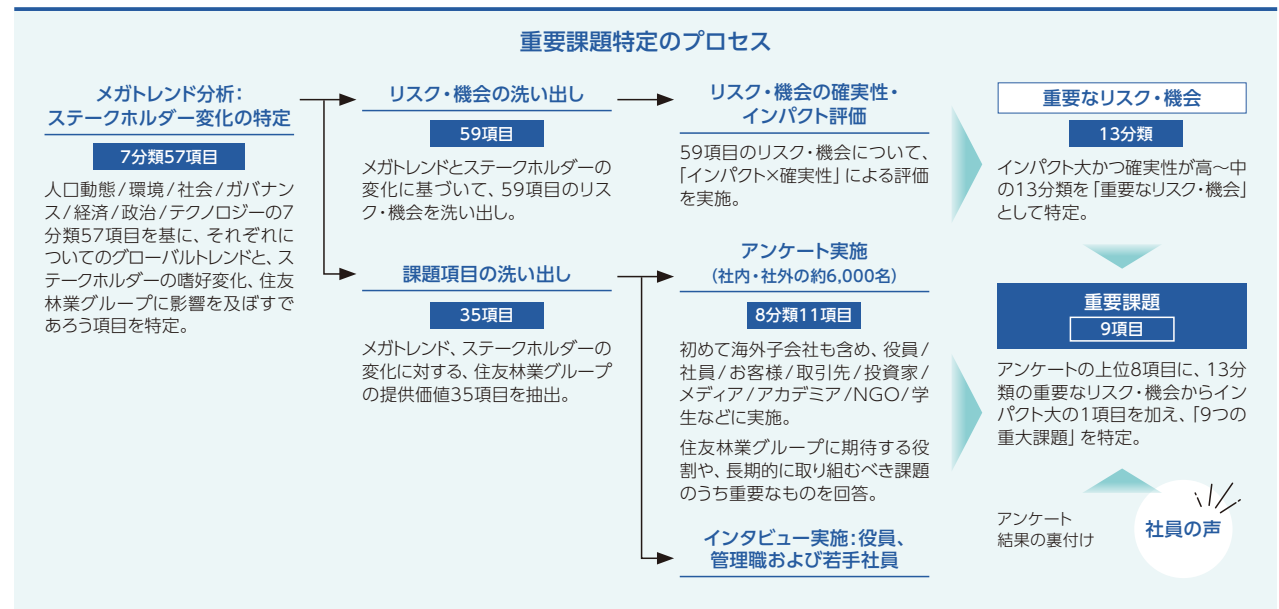 重要課題特定のプロセス
メガトレンド分析：
ステークホルダー変化の特定
7分類57項目
人口動態/環境/社会/ガバナン
ス/経済/政治/テクノロジーの7
分類57項目を基に、それぞれに
ついてのグローバルトレンドと、ス
テークホルダーの嗜好変化、住友
林業グループに影響を及ぼすで
あろう項目を特定。
リスク・機会の洗い出し
59項目
メガトレンドとステークホルダーの
変化に基づいて、59項目のリス
ク・機会を洗い出し。
課題項目の洗い出し
35項目
メガトレンド、ステークホルダーの
変化に対する、住友林業グループ
の提供価値35項目を抽出。
リスク・機会の確実性・
インパクト評価
59項目のリスク・機会について、
「インパクト×確実性」による評価
を実施。
アンケート実施
（社内・社外の約6,000名）
8分類11項目
初めて海外子会社も含め、役員/
社員/お客様/取引先/投資家/
メディア/アカデミア/NGO/学
生などに実施。
住友林業グループに期待する役
割や、長期的に取り組むべき課題
のうち重要なものを回答。
インタビュー実施：役員、
管理職および若手社員
重要なリスク・機会
13分類
インパクト大かつ確実性が高～中
の13分類を「重要なリスク・機会」
として特定。
重要課題
9項目
アンケートの上位8項目に、13分
類の重要なリスク・機会からイン
パクト大の1項目を加え、「9つの
重大課題」を特定。
アンケート
結果の裏付け
社員の声